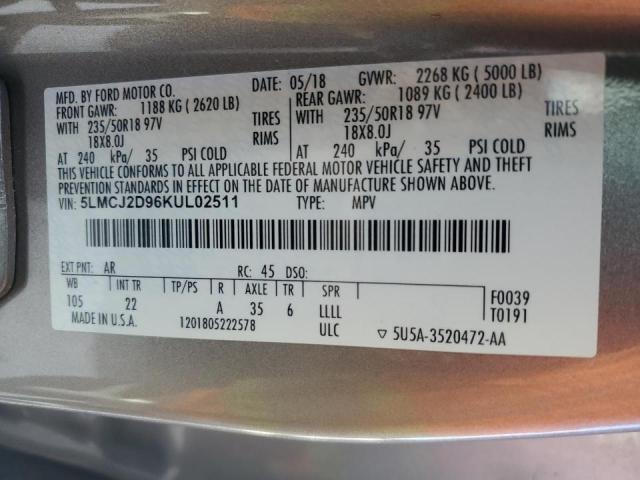 MFD. BY FORD MOTOR CO. DATE: 05/18 GVWR: 2268 KG ( 5000 LB)
FRONT GAWR: 1188 KG ( 2620 LB) REAR GAWR: 1089 KG ( 2400 LB)
WITH 235/50R18 97V TIRES WITH 235/50R18 97V TIRES
18X8.0J RIMS 18X8.0J RIMS
AT 240 kPa/ 35 PSI COLD AT 240 kPa/ 35 PSI COLD
THIS VEHICLE CONFORMS TO ALL APPLICABLE FEDERAL MOTOR VEHICLE SAFETY AND THEFT
PREVENTION STANDARDS IN EFFECT ON THE DATE OF MANUFACTURE SHOWN ABOVE.
VIN: 5LMCJ2D96KUL02511 TYPE: MPV
EXT PNT: AR RC: 45 DSO:
WB INT TR TP/PS R AXLE TR SPR F0039
105 22 A 35 6 LLLL T0191
MADE IN U.S.A. 1201805222578 ULC ▽ 5U5A-3520472-AA